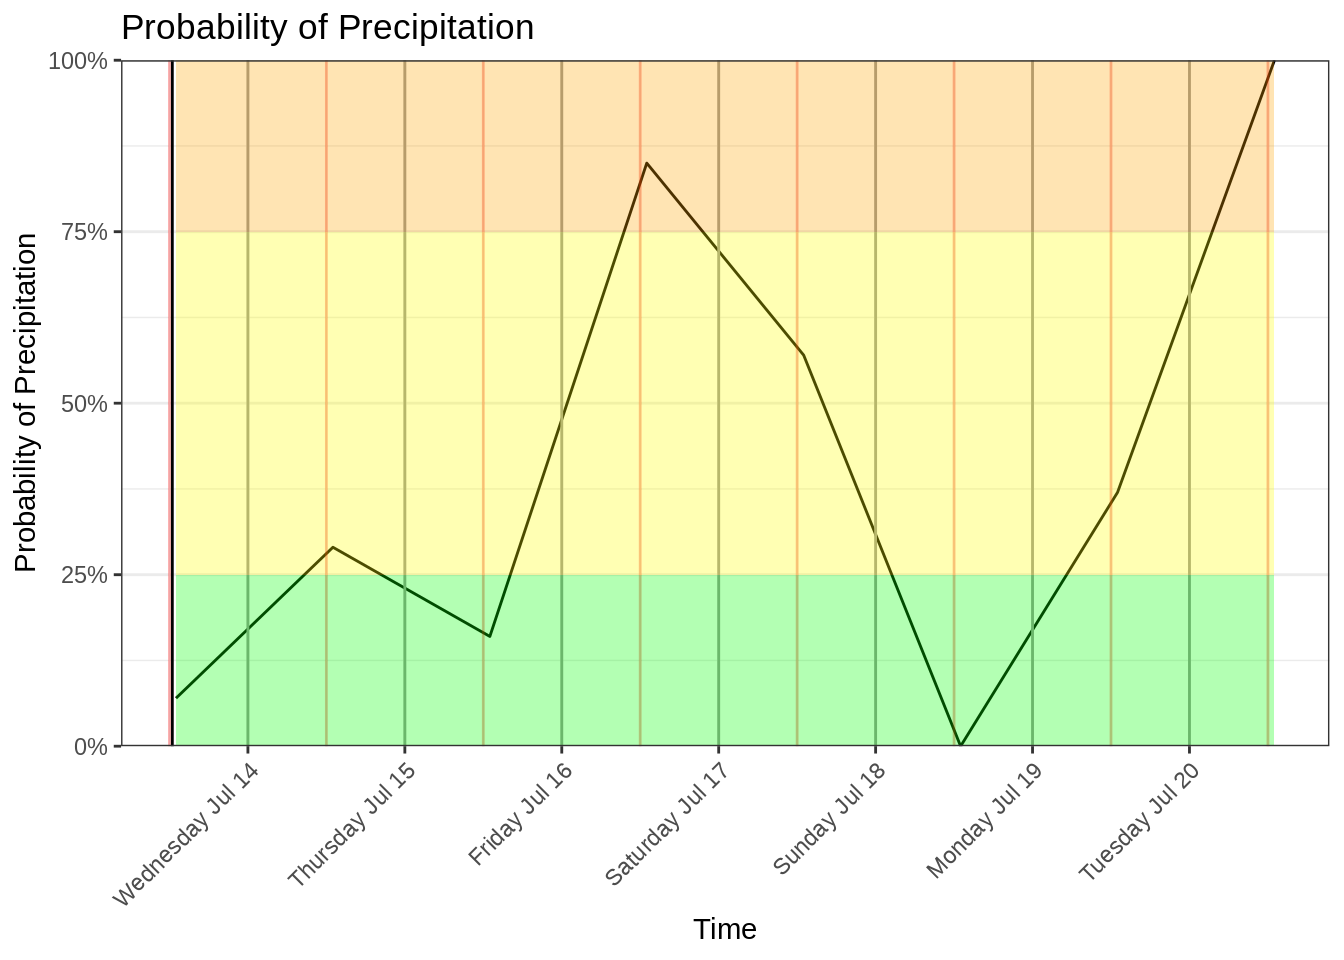 Probability of Precipitation
Probability of Precipitation
100%
75%
50%
25%
0%
Wednesday Jul 14
Thursday Jul 15
Friday Jul 16
Saturday Jul 17
Sunday Jul 18
Monday Jul 19
Tuesday Jul 20
Time